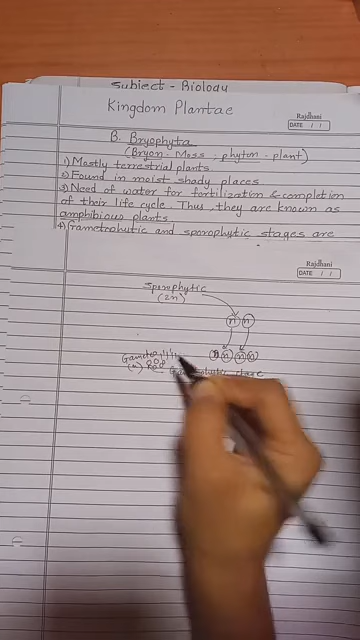 Subject - Biology
Kingdom Plantae
Rajdhani
DATE / /
B. Bryophyta
(Bryon - Moss, phyton - plant)
1) Mostly terrestrial plants
2) Found in moist shady places.
3) Need of water for fertilization & completion
of their life cycle. Thus, they are known as
amphibious plants.
4) Gametrohutic and sporophytic stages are
Rajdhani
DATE / /
Sporophytic
(2n)
n n
n n n n
(n)
stage